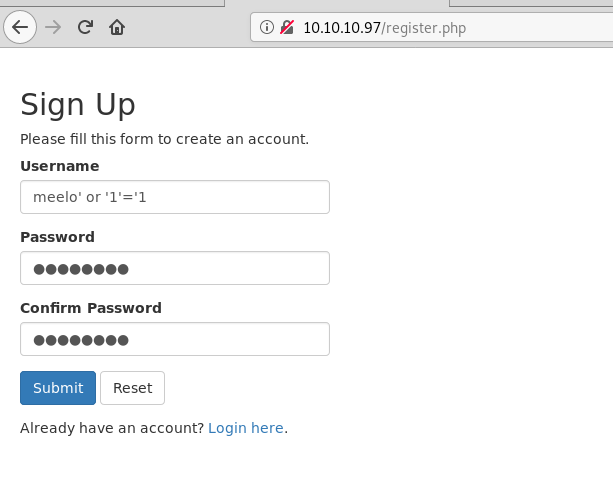 10.10.10.97/register.php
Sign Up
Please fill this form to create an account.
Username
meelo' or '1'='1
Password
●●●●●●●●
Confirm Password
●●●●●●●●
Submit Reset
Already have an account? Login here.